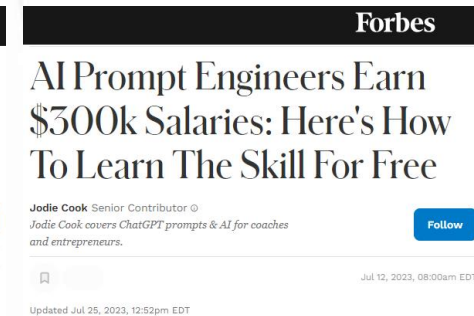 Forbes
AI Prompt Engineers Earn
$300k Salaries: Here's How
To Learn The Skill For Free
Jodie Cook Senior Contributor
Jodie Cook covers ChatGPT prompts & AI for coaches
and entrepreneurs.
Follow
Jul 12, 2023, 08:00am EDT
Updated Jul 25, 2023, 12:52pm EDT